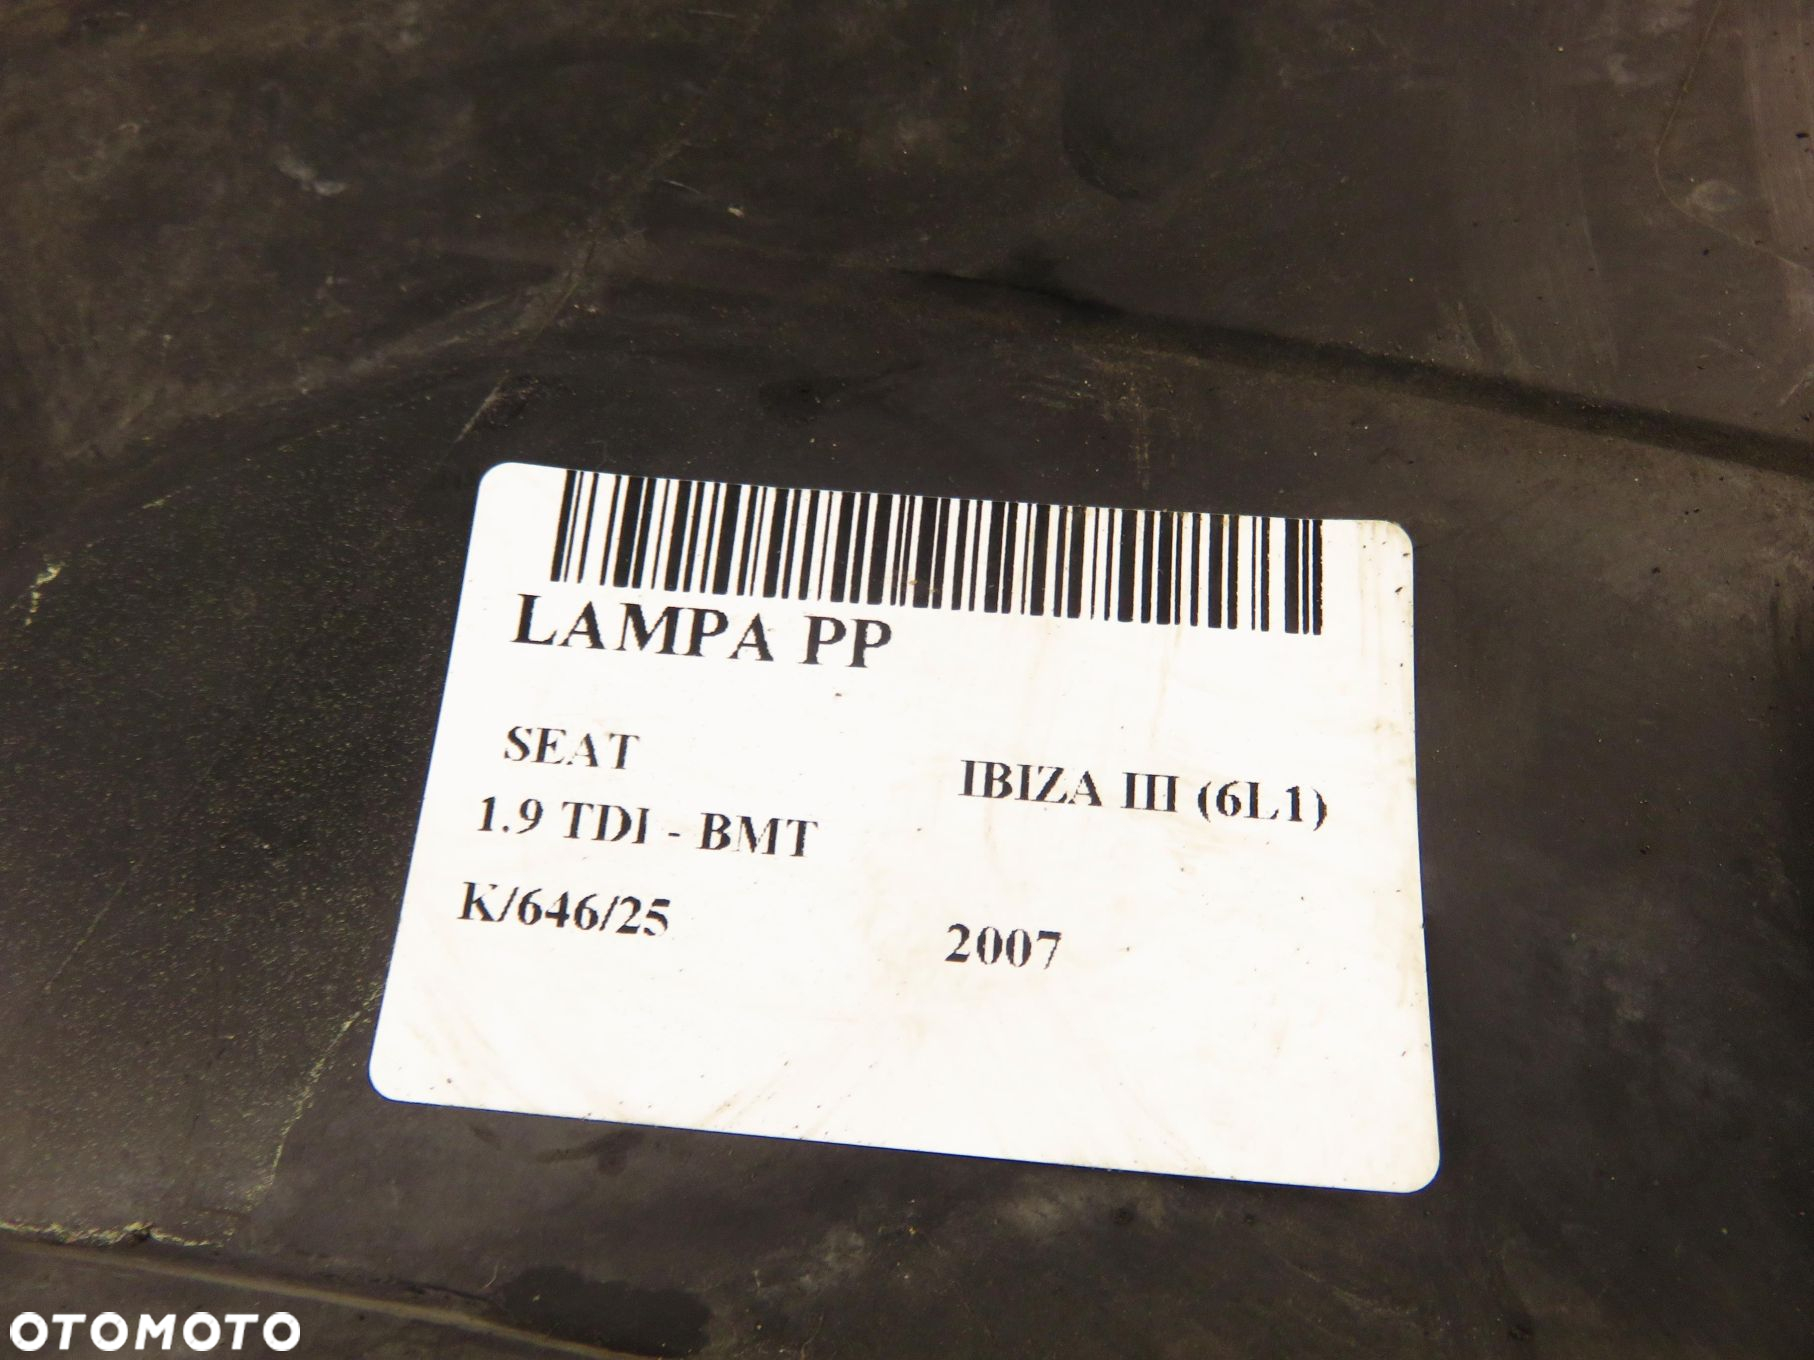 LAMPA PP
SEAT IBIZA III (6L1)
1.9 TDI - BMT
K/646/25 2007
OTOMOTO